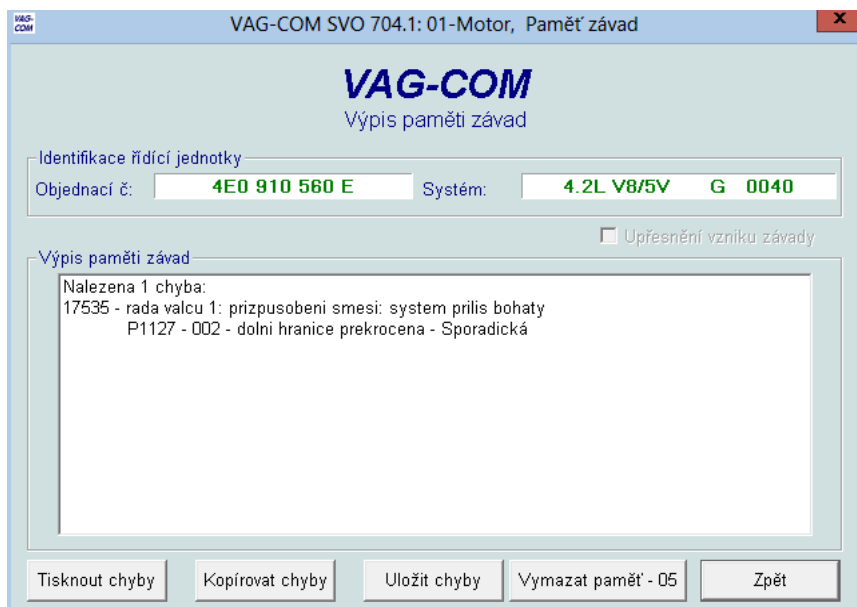 VAG-COM
VAG-COM SVO 704.1: 01-Motor, Paměť závad
x
VAG-COM
Výpis paměti závad
Identifikace řídící jednotky
Objednací č: 4E0 910 560 E Systém: 4.2L V8/5V G 0040
Upřesnění vzniku závady
Výpis paměti závad
Nalezena 1 chyba:
17535 - rada valcu 1: prizpusobeni smesi: system prilis bohaty
P1127 - 002 - dolni hranice prekrocena - Sporadická
Tisknout chyby Kopírovat chyby Uložit chyby Vymazat paměť - 05 Zpět